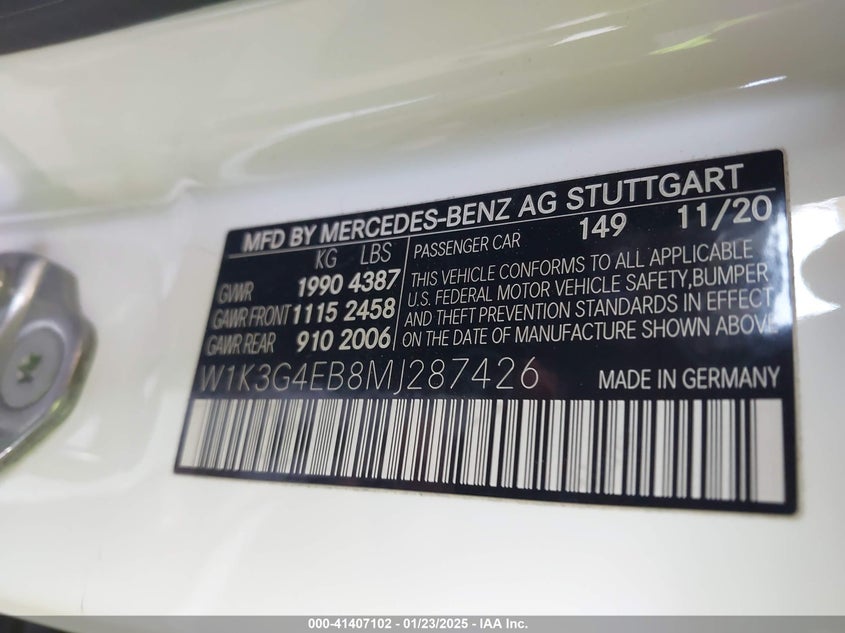 MFD BY MERCEDES-BENZ AG STUTTGART
KG LBS
GVWR 1990 4387
GAWR FRONT 1115 2458
GAWR REAR 910 2006
PASSENGER CAR 149 11/20
THIS VEHICLE CONFORMS TO ALL APPLICABLE
U.S. FEDERAL MOTOR VEHICLE SAFETY, BUMPER
AND THEFT PREVENTION STANDARDS IN EFFECT
ON THE DATE OF MANUFACTURE SHOWN ABOVE
W1K3G4EB8MJ287426
MADE IN GERMANY
000-41407102 - 01/23/2025 - IAA Inc.